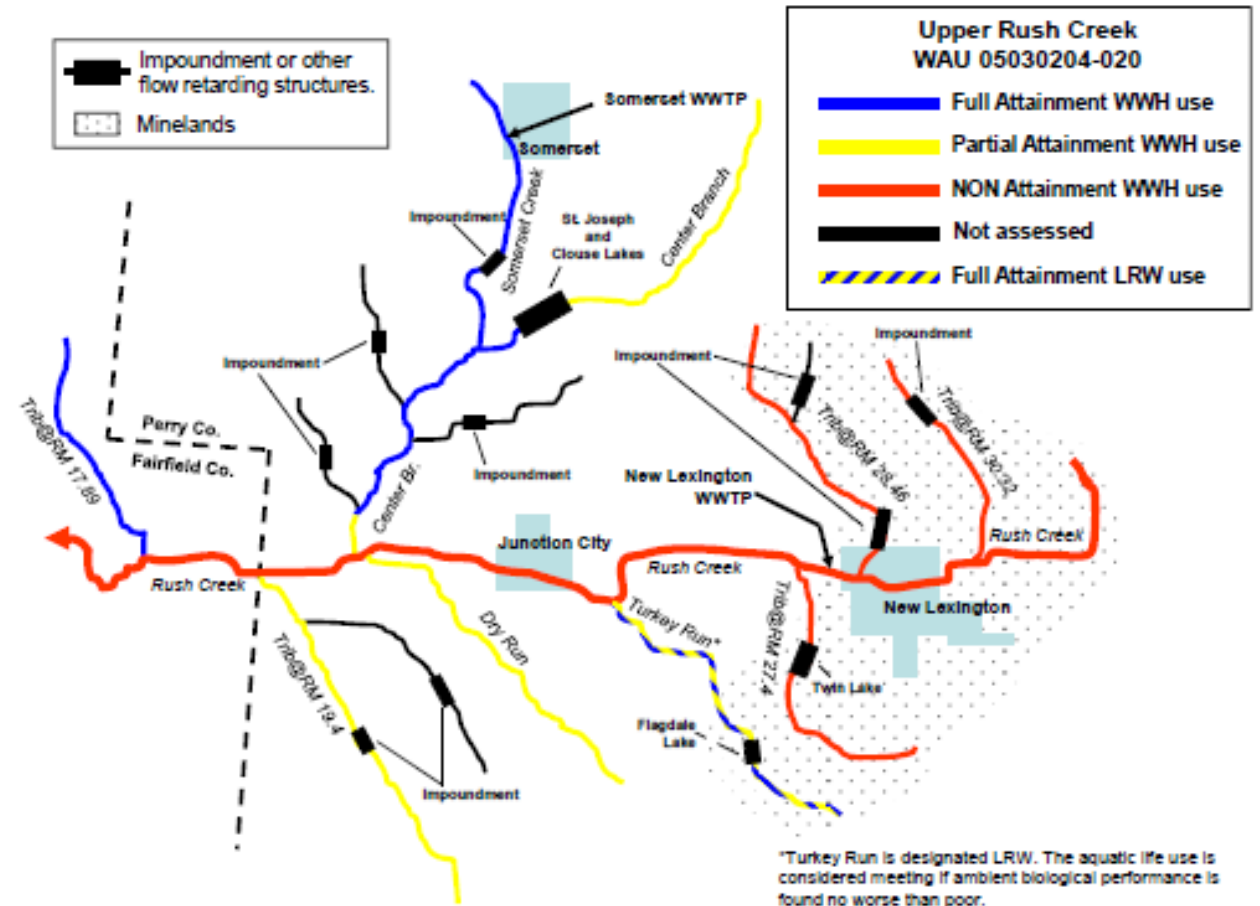 Impoundment or other
flow retarding structures.
Minelands
Upper Rush Creek
WAU 05030204-020
Full Attainment WWH use
Partial Attainment WWH use
NON Attainment WWH use
Not assessed
Full Attainment LRW use
Somerset WWTP
Somerset
Somerset Creek
Center Branch
Impoundment
St. Joseph
and
Clouse Lakes
Impoundment
Impoundment
Impoundment
Impoundment
Trib@RM 17.89
Perry Co.
Fairfield Co.
Center Br.
Impoundment
Trib@RM 28.46
Trib@RM 30.32
New Lexington
WWTP
Junction City
Rush Creek
Rush Creek
Rush Creek
New Lexington
Turkey Run*
Dry Run
Trib@RM 27.4
Trib@RM 19.4
Twin Lake
Flagdale
Lake
Impoundment
*Turkey Run is designated LRW. The aquatic life use is
considered meeting if ambient biological performance is
found no worse than poor.